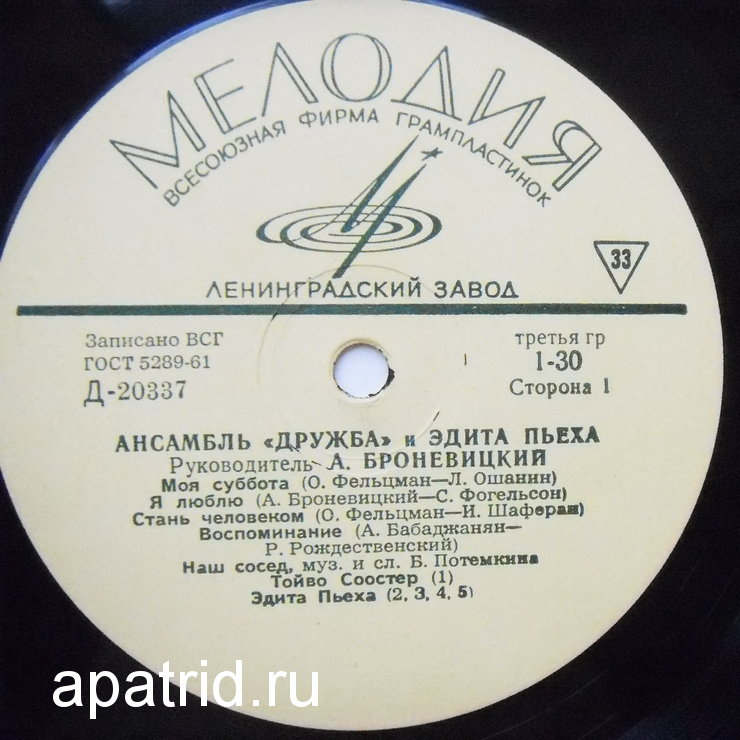 МЕЛОДИЯ
ВСЕСОЮЗНАЯ ФИРМА ГРАМПЛАСТИНОК
33
ЛЕНИНГРАДСКИЙ ЗАВОД
Записано ВСГ
ГОСТ 5289-61
Д-20337
третья гр
1-30
Сторона 1
АНСАМБЛЬ «ДРУЖБА» и ЭДИТА ПЬЕХА
Руководитель А. БРОНЕВИЦКИЙ
Моя суббота (О. Фельцман—Л. Ошанин)
Я люблю (А. Броневицкий—С. Фогельсон)
Стань человеком (О. Фельцман—И. Шаферан)
Воспоминание (А. Бабаджанян—
Р. Рождественский)
Наш сосед, муз. и сл. Б. Потемкина
Тойво Соостер (1)
Эдита Пьеха (2, 3, 4, 5)
apatrid.ru